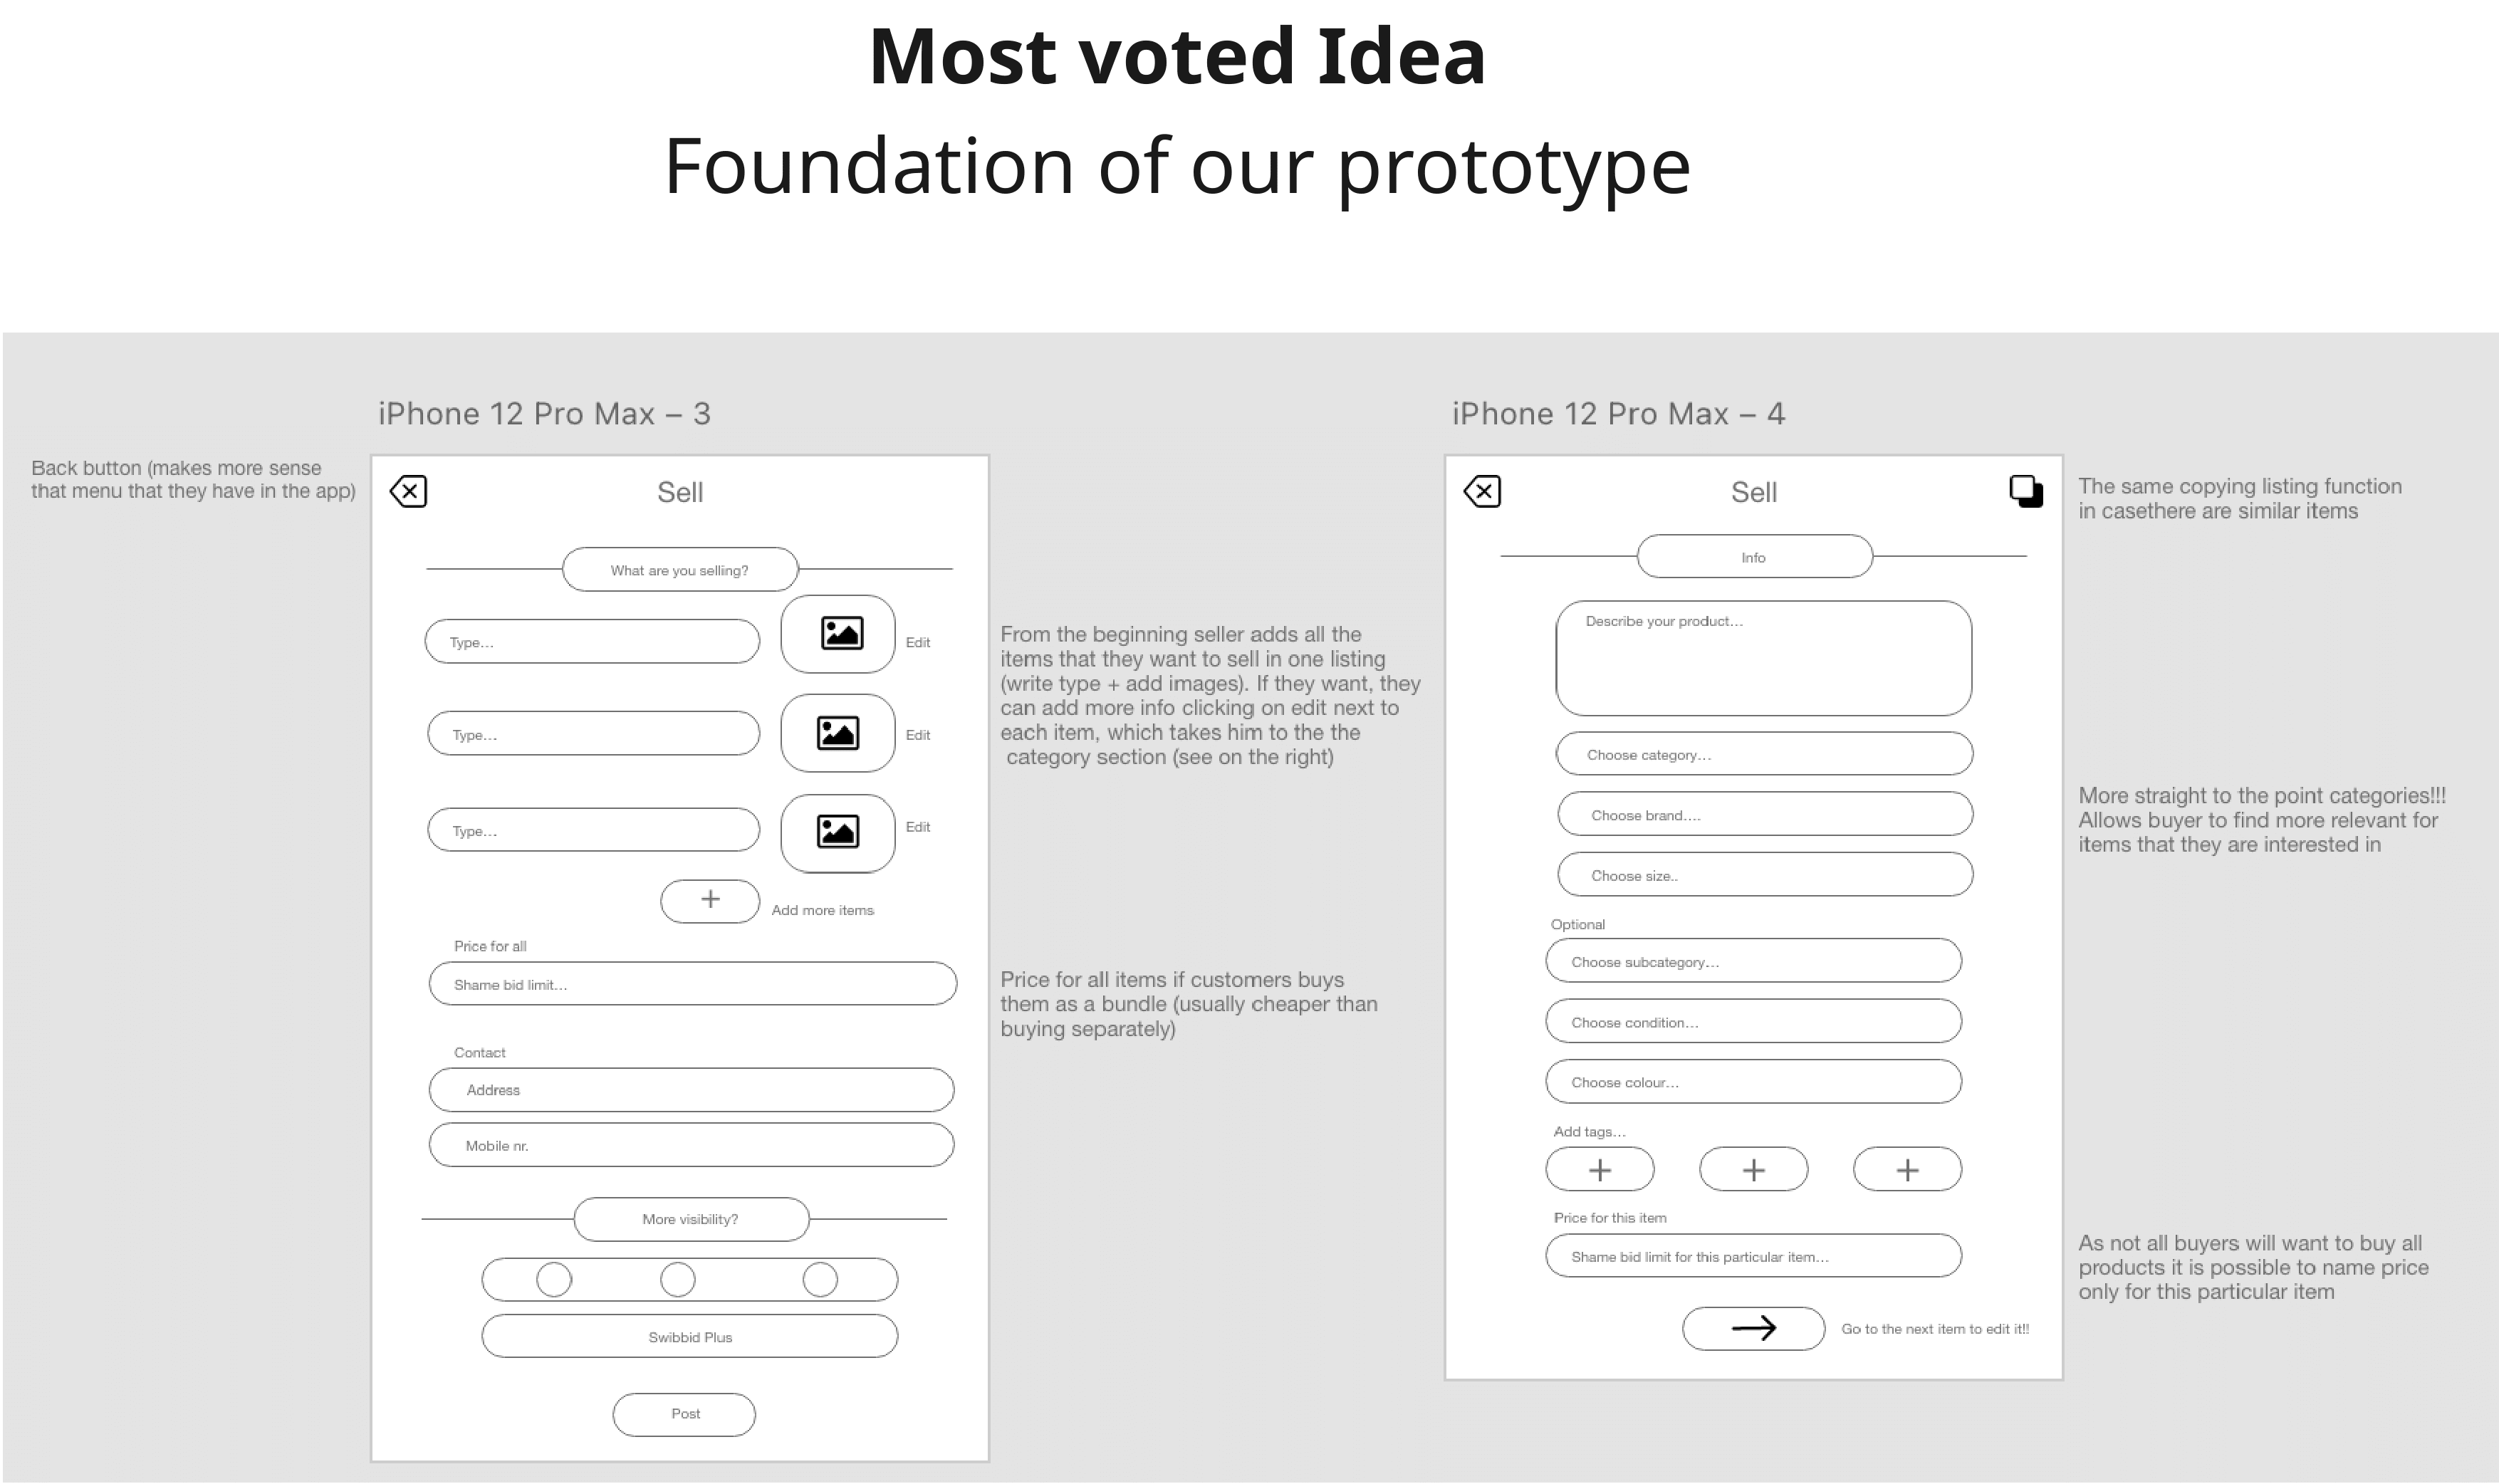 Most voted Idea
Foundation of our prototype
iPhone 12 Pro Max – 3
Back button (makes more sense
that menu that they have in the app)
Sell
What are you selling?
Type...
Edit
Type...
Edit
Type...
Edit
+
Add more items
Price for all
Shame bid limit...
Contact
Address
Mobile nr.
More visibility?
Swibbid Plus
Post
From the beginning seller adds all the
items that they want to sell in one listing
(write type + add images). If they want, they
can add more info clicking on edit next to
each item, which takes him to the the
category section (see on the right)
Price for all items if customers buys
them as a bundle (usually cheaper than
buying separately)
iPhone 12 Pro Max – 4
Sell
Info
Describe your product...
Choose category...
Choose brand....
Choose size..
Optional
Choose subcategory...
Choose condition...
Choose colour...
Add tags...
+ + +
Price for this item
Shame bid limit for this particular item...
Go to the next item to edit it!!
The same copying listing function
in casethere are similar items
More straight to the point categories!!!
Allows buyer to find more relevant for
items that they are interested in
As not all buyers will want to buy all
products it is possible to name price
only for this particular item